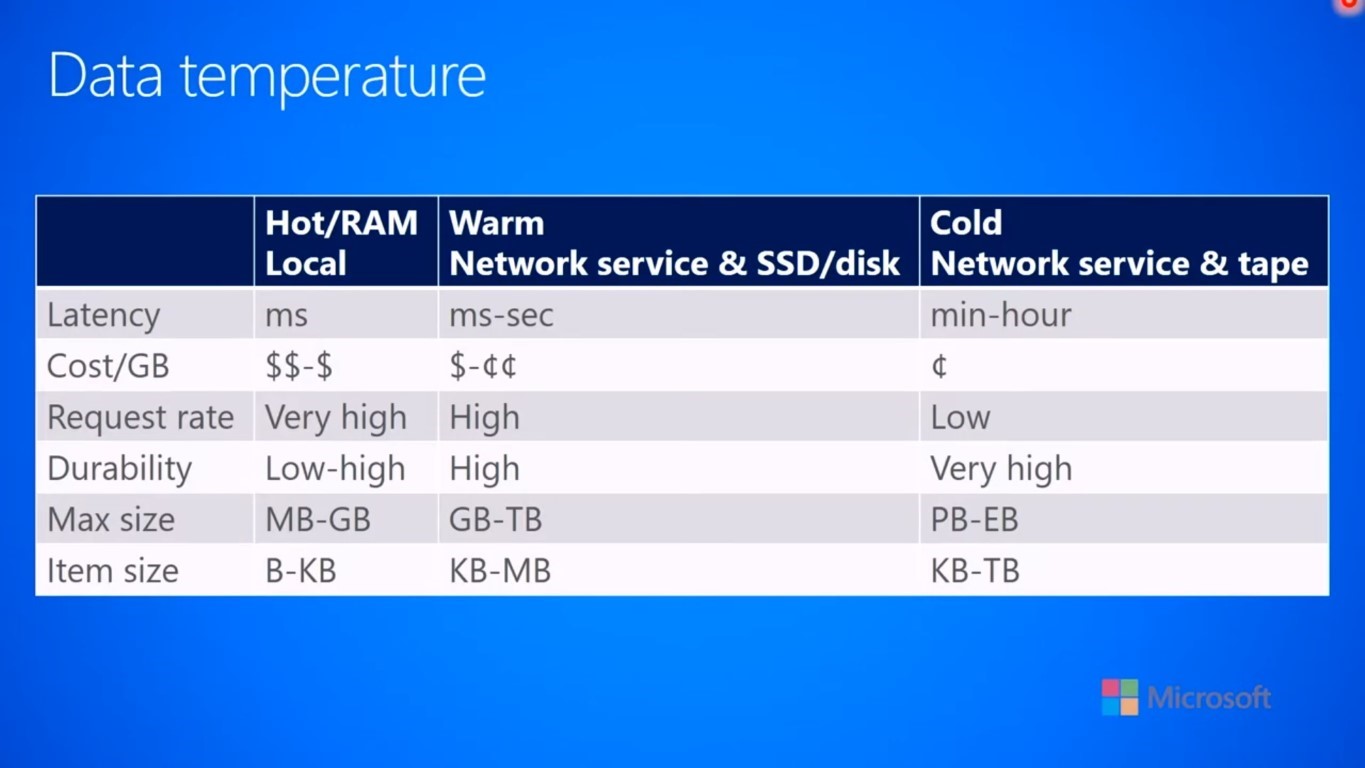 Data temperature
Hot/RAM Warm Cold
Local Network service & SSD/disk Network service & tape
Latency ms ms-sec min-hour
Cost/GB $$-$ $-¢¢ ¢
Request rate Very high High Low
Durability Low-high High Very high
Max size MB-GB GB-TB PB-EB
Item size B-KB KB-MB KB-TB
Microsoft